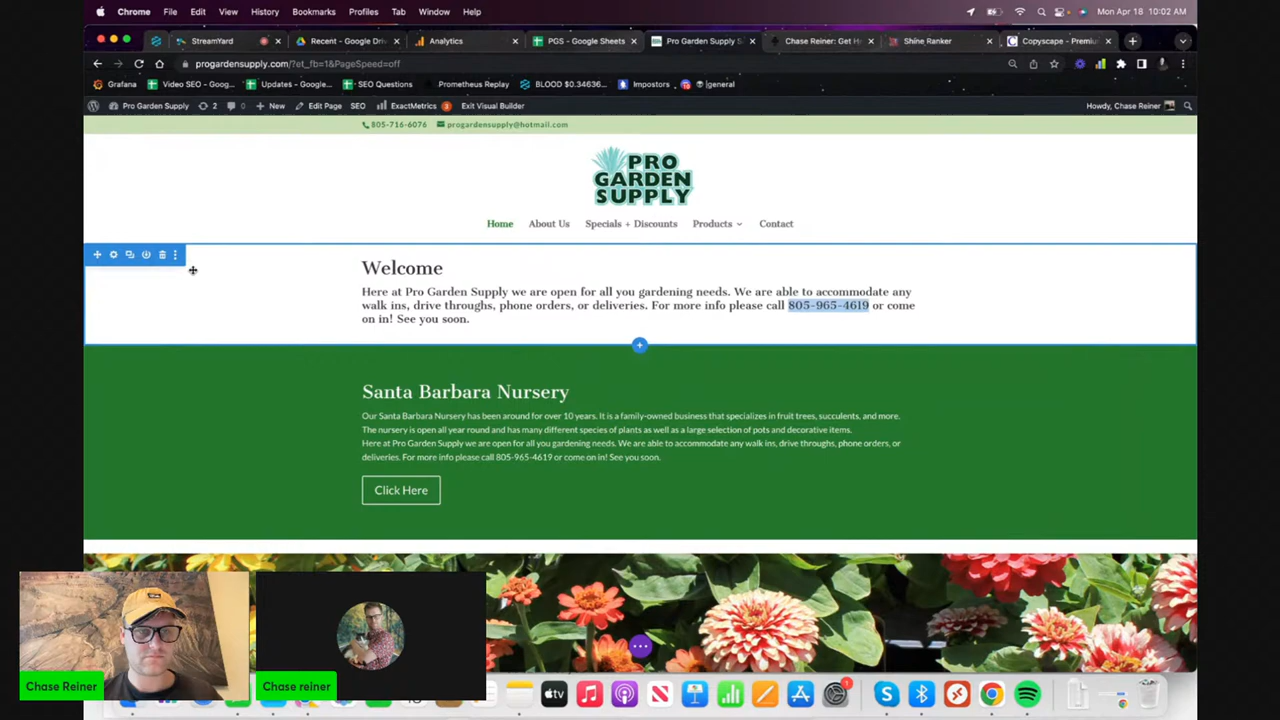 Chrome File Edit View History Bookmarks Profiles Tab Window Help Mon Apr 18 10:02 AM
StreamYard Recent - Google Driv Analytics PGS - Google Sheets Pro Garden Supply S Chase Reiner: Get H Shine Ranker Copyscape - Premiu
progardensupply.com/?et_fb=1&PageSpeed=off
Grafana Video SEO - Goog... Updates - Google... SEO Questions Prometheus Replay BLOOD $0.34636... Impostors general
Pro Garden Supply 2 0 New Edit Page SEO ExactMetrics 3 Exit Visual Builder Howdy, Chase Reiner
805-716-6076 progardensupply@hotmail.com
PRO
GARDEN
SUPPLY
Home About Us Specials + Discounts Products Contact
Welcome
Here at Pro Garden Supply we are open for all you gardening needs. We are able to accommodate any
walk ins, drive throughs, phone orders, or deliveries. For more info please call 805-965-4619 or come
on in! See you soon.
Santa Barbara Nursery
Our Santa Barbara Nursery has been around for over 10 years. It is a family-owned business that specializes in fruit trees, succulents, and more.
The nursery is open all year round and has many different species of plants as well as a large selection of pots and decorative items.
Here at Pro Garden Supply we are open for all you gardening needs. We are able to accommodate any walk ins, drive throughs, phone orders, or
deliveries. For more info please call 805-965-4619 or come on in! See you soon.
Click Here
Chase Reiner
Chase reiner
tv
1